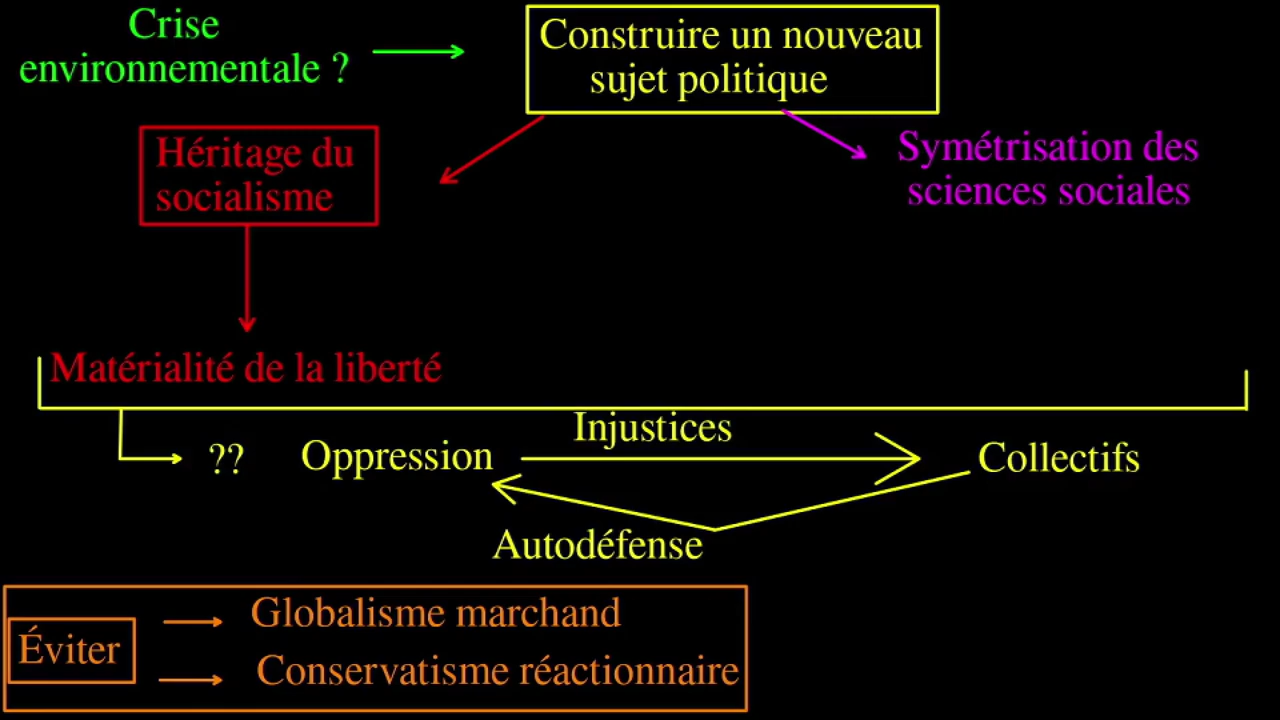 Crise
environnementale ?
Construire un nouveau
sujet politique
Héritage du
socialisme
Symétrisation des
sciences sociales
Matérialité de la liberté
Injustices
?? Oppression
Collectifs
Autodéfense
Éviter
Globalisme marchand
Conservatisme réactionnaire